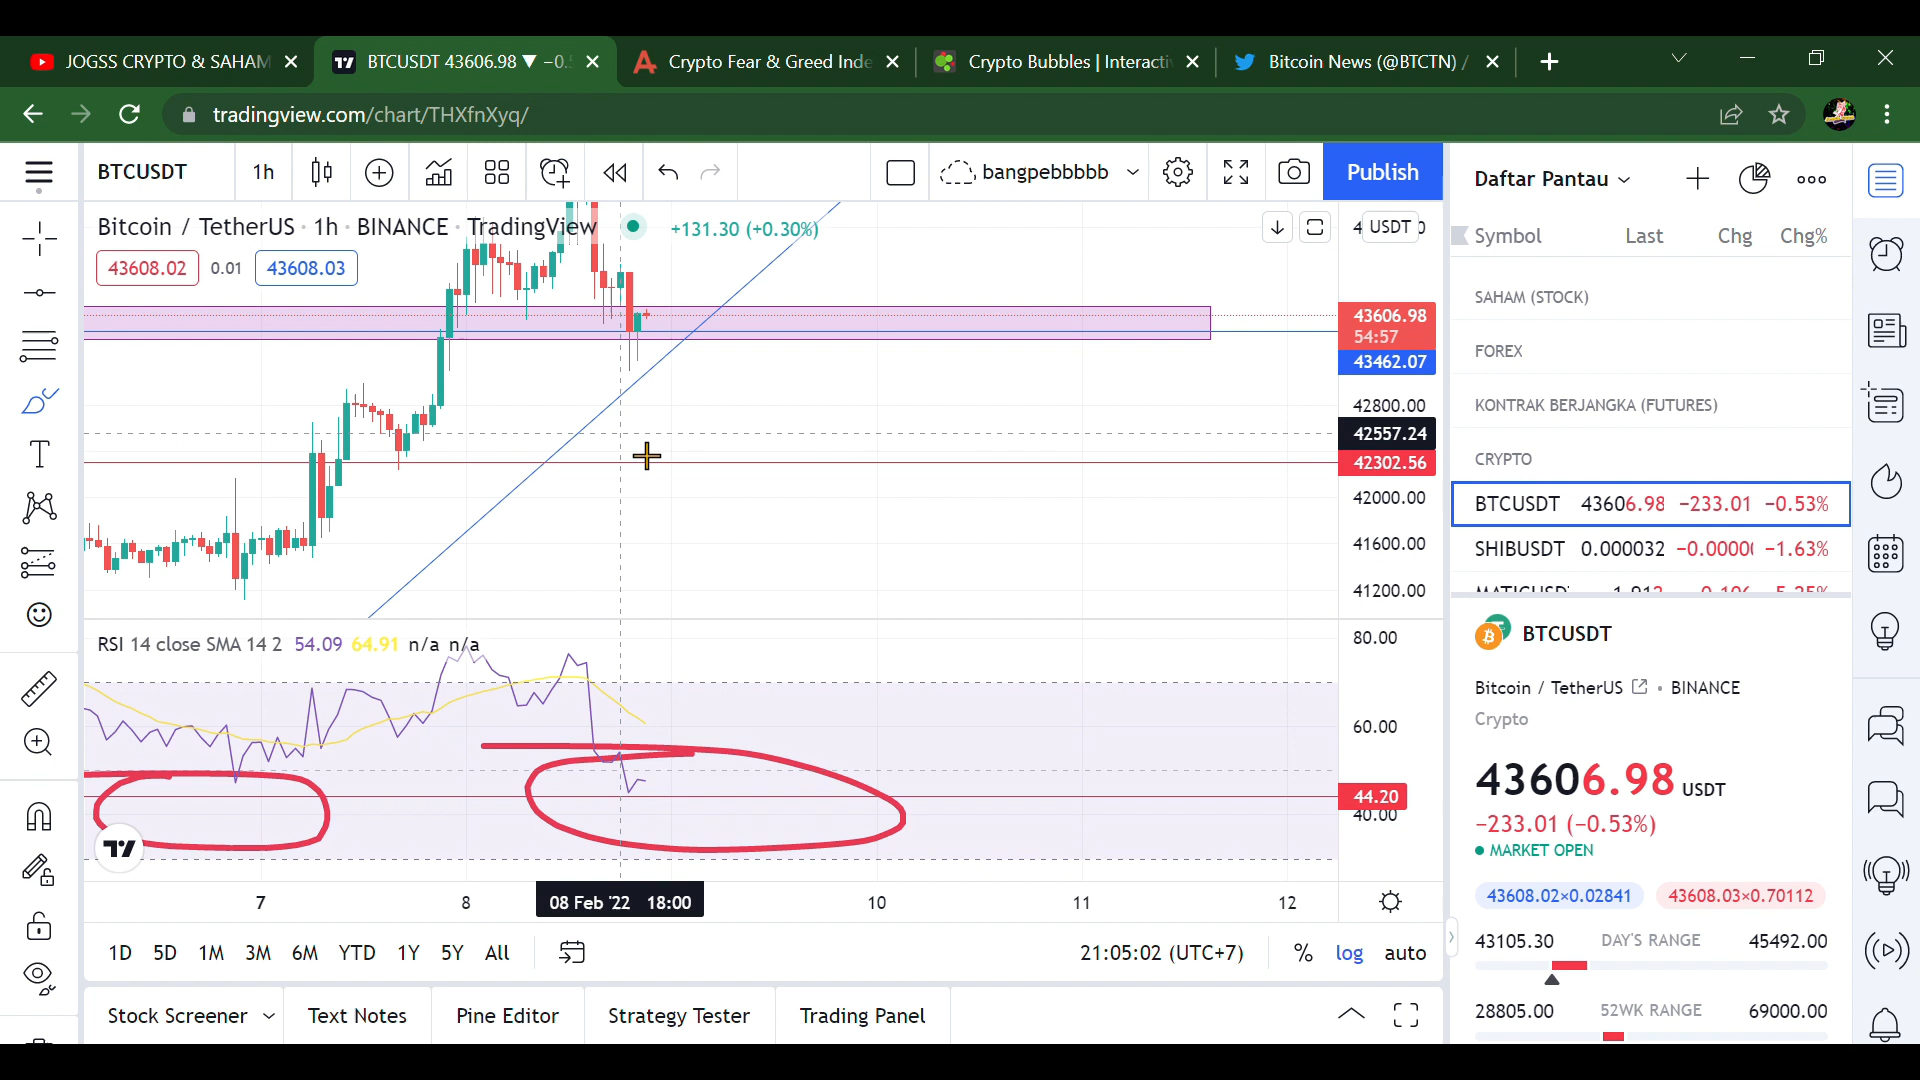 JOGSS CRYPTO & SAHAM
BTCUSDT 43606.98 ▼ −0.5
Crypto Fear & Greed Inde
Crypto Bubbles | Interacti
Bitcoin News (@BTCTN) /
tradingview.com/chart/THXfnXyq/
BTCUSDT
1h
bangpebbbbb
Publish
Bitcoin / TetherUS · 1h · BINANCE · TradingView
+131.30 (+0.30%)
43608.02
0.01
43608.03
USDT
43606.98
54:57
43462.07
42800.00
42557.24
42302.56
42000.00
41600.00
41200.00
RSI 14 close SMA 14 2 54.09 64.91 n/a n/a
80.00
60.00
44.20
40.00
7
8
08 Feb '22 18:00
10
11
12
1D 5D 1M 3M 6M YTD 1Y 5Y All
21:05:02 (UTC+7)
% log auto
Stock Screener
Text Notes
Pine Editor
Strategy Tester
Trading Panel
Daftar Pantau
Symbol Last Chg Chg%
SAHAM (STOCK)
FOREX
KONTRAK BERJANGKA (FUTURES)
CRYPTO
BTCUSDT 43606.98 −233.01 −0.53%
SHIBUSDT 0.000032 −0.0000 −1.63%
BTCUSDT
Bitcoin / TetherUS · BINANCE
Crypto
43606.98 USDT
−233.01 (−0.53%)
MARKET OPEN
43608.02×0.02841
43608.03×0.70112
43105.30 DAY'S RANGE 45492.00
28805.00 52WK RANGE 69000.00